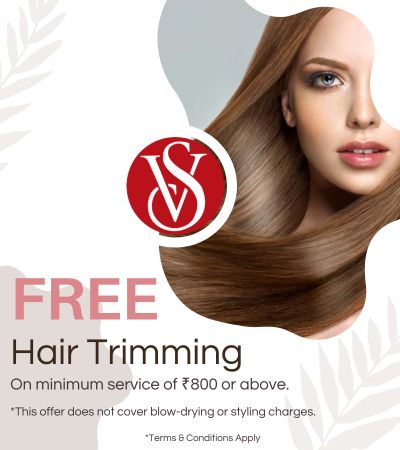 VS
FREE
Hair Trimming
On minimum service of ₹800 or above.
*This offer does not cover blow-drying or styling charges.
*Terms & Conditions Apply